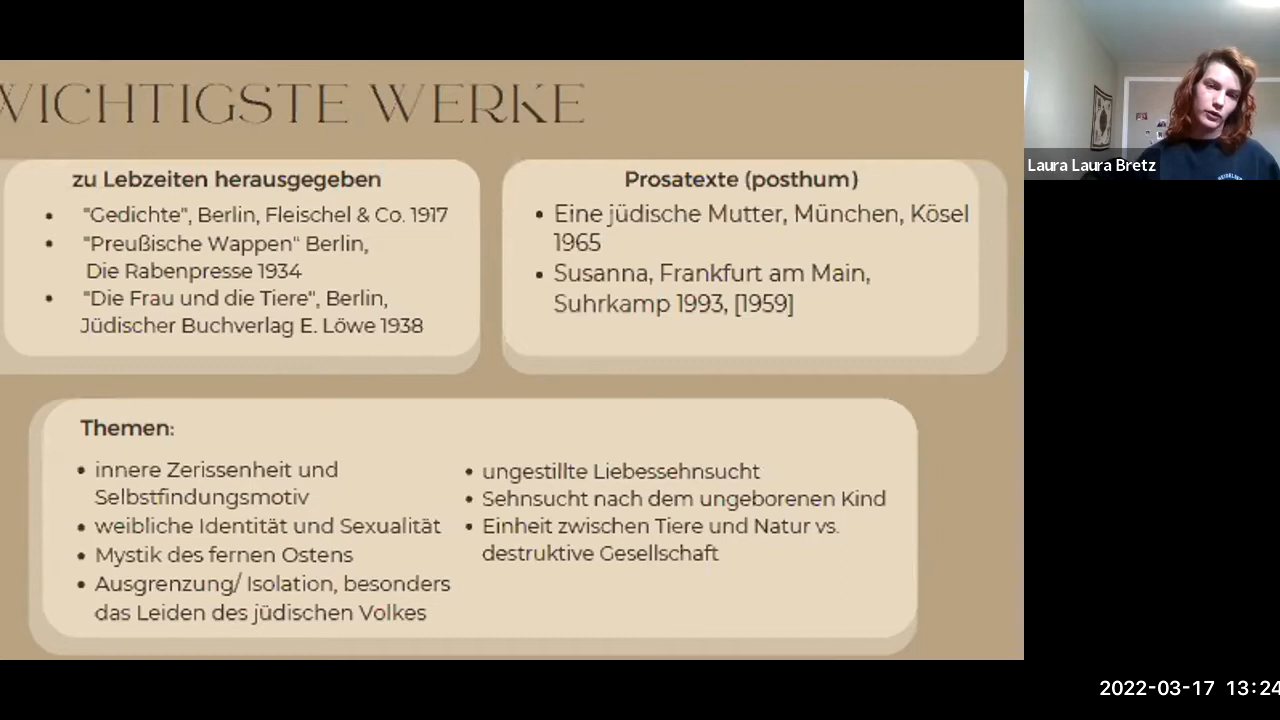 WICHTIGSTE WERKE
zu Lebzeiten herausgegeben
• "Gedichte", Berlin, Fleischel & Co. 1917
• "Preußische Wappen" Berlin,
Die Rabenpresse 1934
• "Die Frau und die Tiere", Berlin,
Jüdischer Buchverlag E. Löwe 1938
Prosatexte (posthum)
• Eine jüdische Mutter, München, Kösel
1965
• Susanna, Frankfurt am Main,
Suhrkamp 1993, [1959]
Themen:
• innere Zerissenheit und
Selbstfindungsmotiv
• weibliche Identität und Sexualität
• Mystik des fernen Ostens
• Ausgrenzung/ Isolation, besonders
das Leiden des jüdischen Volkes
• ungestillte Liebessehnsucht
• Sehnsucht nach dem ungeborenen Kind
• Einheit zwischen Tiere und Natur vs.
destruktive Gesellschaft
Laura Laura Bretz
2022-03-17 13:24